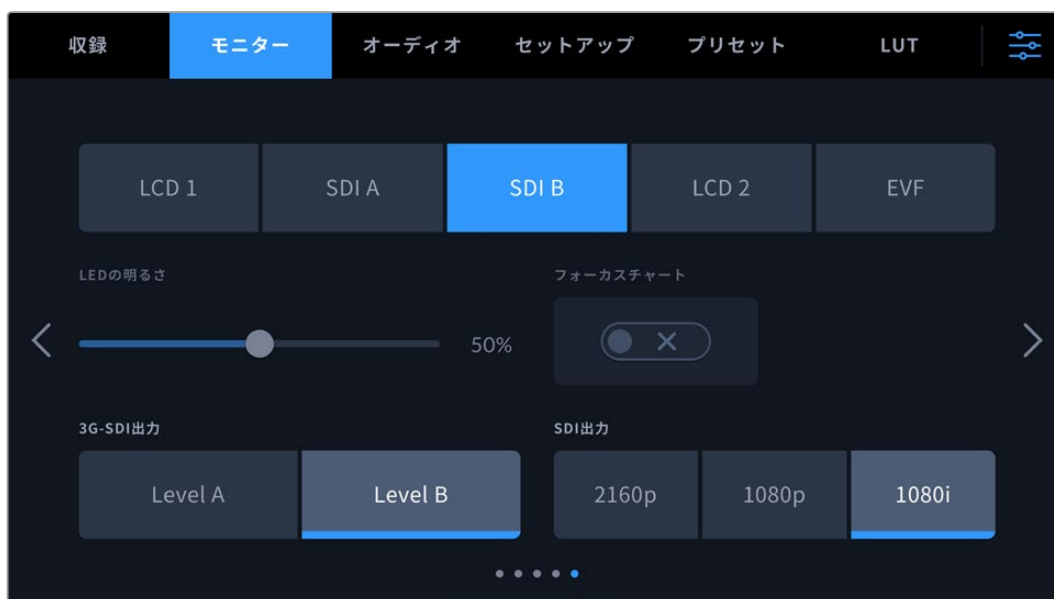 収録 モニター オーディオ セットアップ プリセット LUT
LCD 1 SDI A SDI B LCD 2 EVF
LEDの明るさ フォーカスチャート
50%
3G-SDI出力 SDI出力
Level A Level B 2160p 1080p 1080i